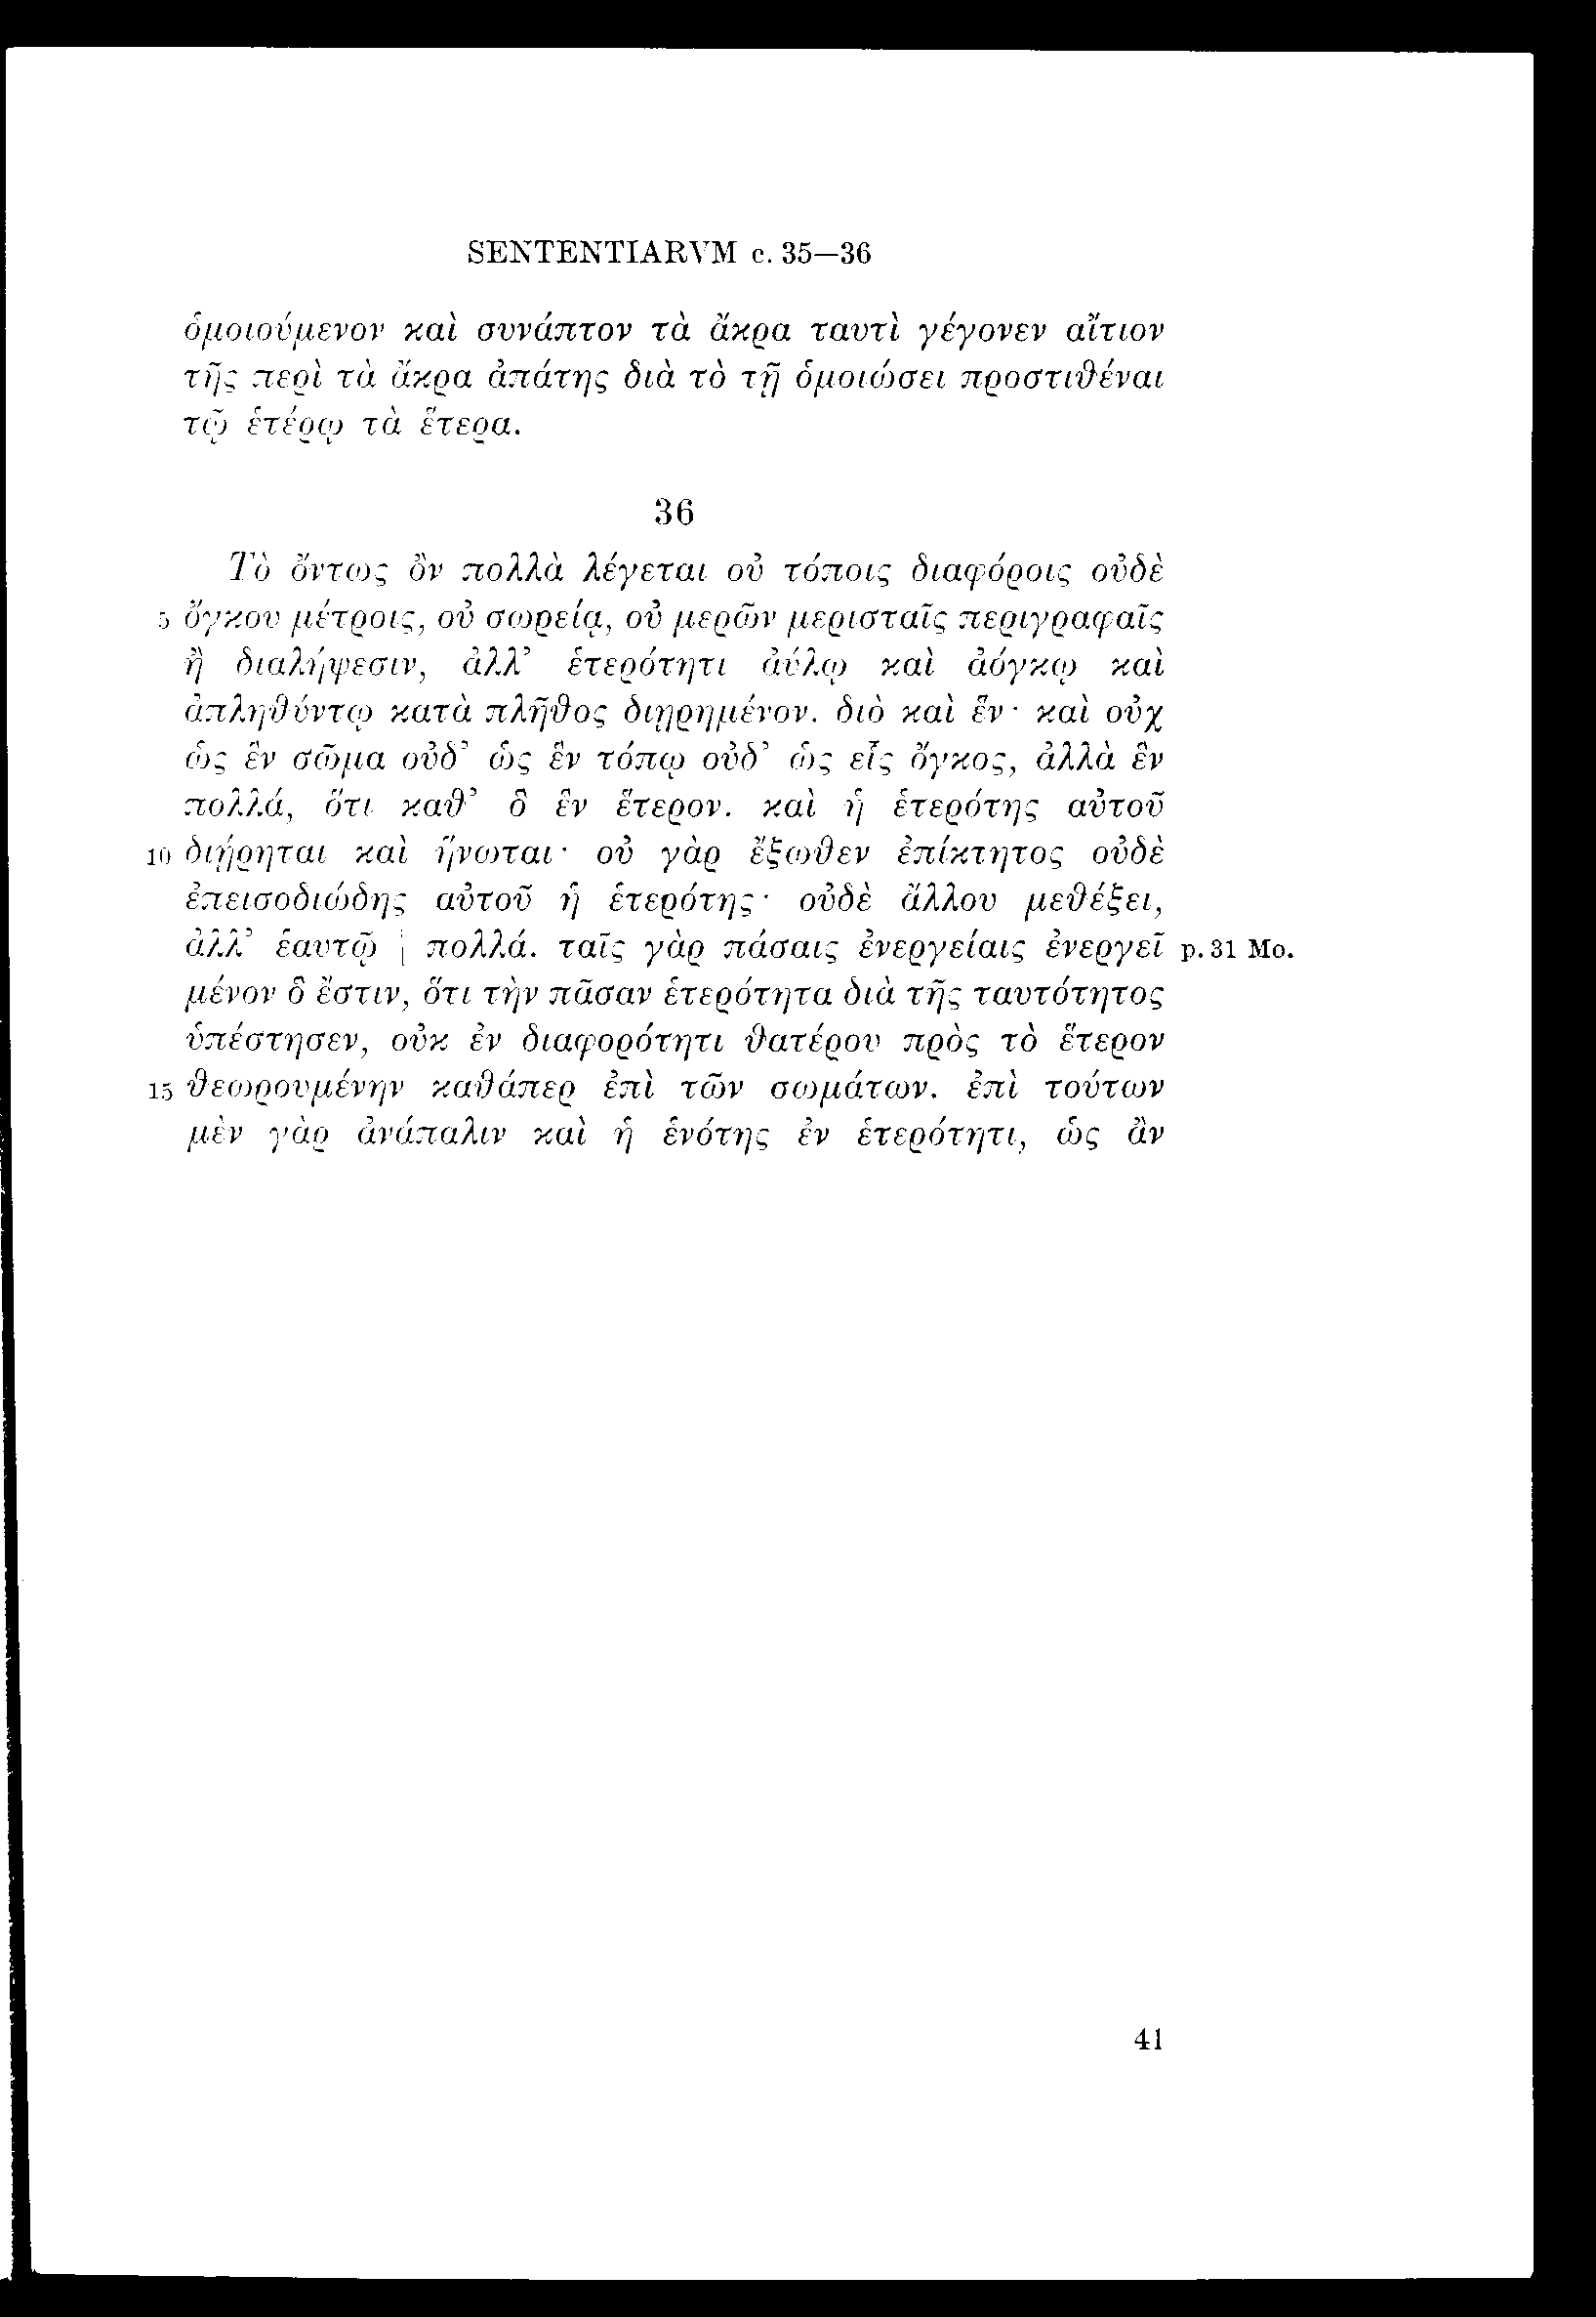 SENTENTIARVM c. 35—36
ὁμοιούμενον καὶ συνάπτον τὰ ἄκρα ταυτὶ γέγονεν αἴτιον
τῆς περὶ τὰ ἄκρα ἀπάτης διὰ τὸ τῇ ὁμοιώσει προστιθέναι
τῷ ἑτέρῳ τὰ ἕτερα.
36
Τὸ ὄντως ὂν πολλὰ λέγεται οὐ τόποις διαφόροις οὐδὲ
5 ὄγκου μέτροις, οὐ σωρείᾳ, οὐ μερῶν μερισταῖς περιγραφαῖς
ἢ διαλήψεσιν, ἀλλ’ ἑτερότητι ἀύλῳ καὶ ἀόγκῳ καὶ
ἀπληθύντῳ κατὰ πλῆθος διῃρημένον. διὸ καὶ ἕν· καὶ οὐχ
ὡς ἓν σῶμα οὐδ’ ὡς ἓν τόπῳ οὐδ’ ὡς εἷς ὄγκος, ἀλλὰ ἓν
πολλά, ὅτι καθ’ ὃ ἓν ἕτερον. καὶ ἡ ἑτερότης αὐτοῦ
10 διῄρηται καὶ ἥνωται· οὐ γὰρ ἔξωθεν ἐπίκτητος οὐδὲ
ἐπεισοδιώδης αὐτοῦ ἡ ἑτερότης· οὐδὲ ἄλλου μεθέξει,
ἀλλ’ ἑαυτῷ | πολλά. ταῖς γὰρ πάσαις ἐνεργείαις ἐνεργεῖ p. 31 Mo.
μένον ὃ ἔστιν, ὅτι τὴν πᾶσαν ἑτερότητα διὰ τῆς ταυτότητος
ὑπέστησεν, οὐκ ἐν διαφορότητι θατέρου πρὸς τὸ ἕτερον
15 θεωρουμένην καθάπερ ἐπὶ τῶν σωμάτων. ἐπὶ τούτων
μὲν γὰρ ἀνάπαλιν καὶ ἡ ἑνότης ἐν ἑτερότητι, ὡς ἂν
41